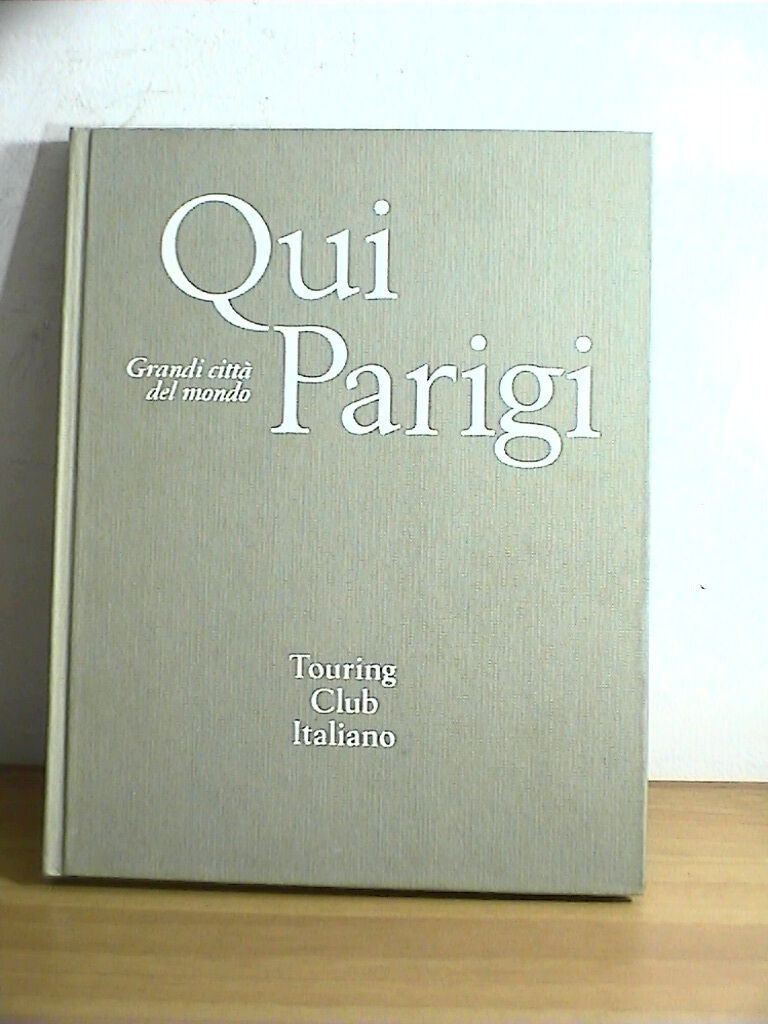 Qui
Parigi
Grandi città
del mondo
Touring
Club
Italiano